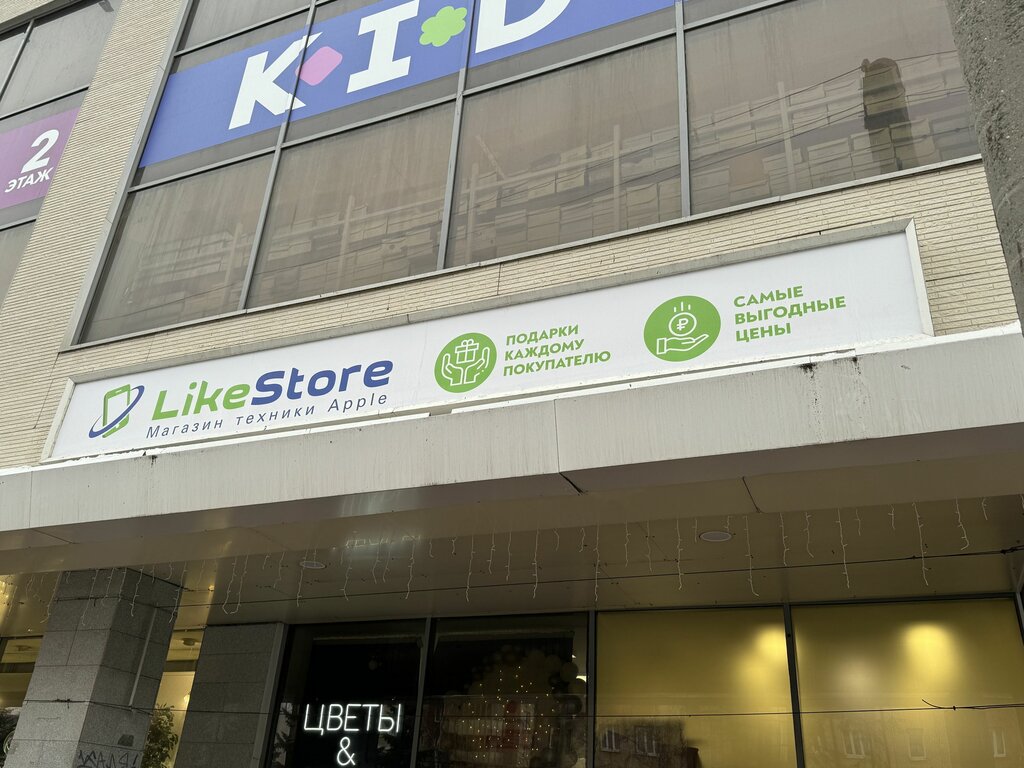 KID
2
ЭТАЖ
LikeStore
Магазин техники Apple
ПОДАРКИ
КАЖДОМУ
ПОКУПАТЕЛЮ
₽
САМЫЕ
ВЫГОДНЫЕ
ЦЕНЫ
ЦВЕТЫ
&